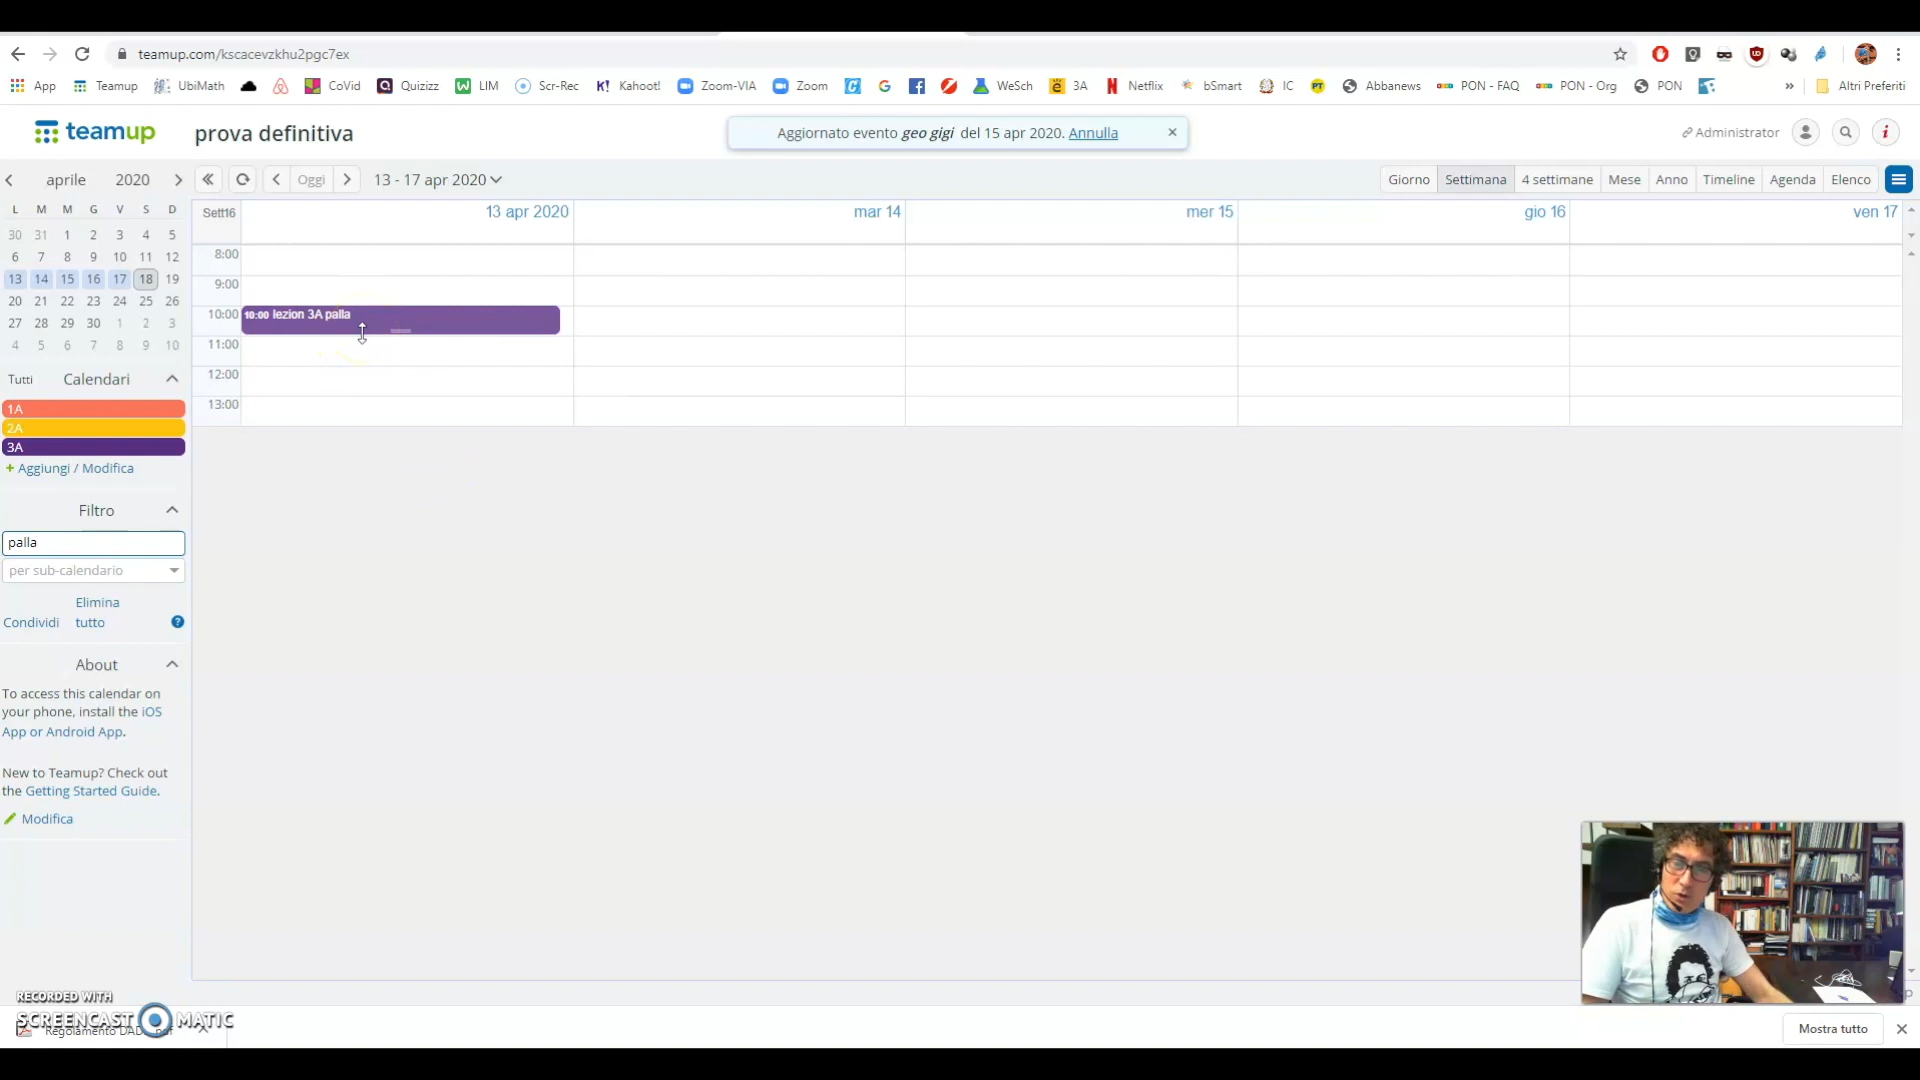 teamup.com/kscacevzkhu2pgc7ex
App Teamup UbiMath CoVid Quizizz LIM Scr-Rec Kahoot! Zoom-VIA Zoom WeSch 3A Netflix bSmart IC Abbanews PON - FAQ PON - Org PON » Altri Preferiti
teamup prova definitiva Aggiornato evento geo gigi del 15 apr 2020. Annulla × Administrator
aprile 2020 Oggi 13 - 17 apr 2020 Giorno Settimana 4 settimane Mese Anno Timeline Agenda Elenco
L M M G V S D
30 31 1 2 3 4 5
6 7 8 9 10 11 12
13 14 15 16 17 18 19
20 21 22 23 24 25 26
27 28 29 30 1 2 3
4 5 6 7 8 9 10
Sett16 13 apr 2020 mar 14 mer 15 gio 16 ven 17
8:00
9:00
10:00 10:00 lezion 3A palla
11:00
12:00
13:00
Tutti Calendari
1A
2A
3A
+ Aggiungi / Modifica
Filtro
palla
per sub-calendario
Condividi Elimina tutto ?
About
To access this calendar on
your phone, install the iOS
App or Android App.
New to Teamup? Check out
the Getting Started Guide.
Modifica
RECORDED WITH
SCREENCAST MATIC
Regolamento DAD
Mostra tutto